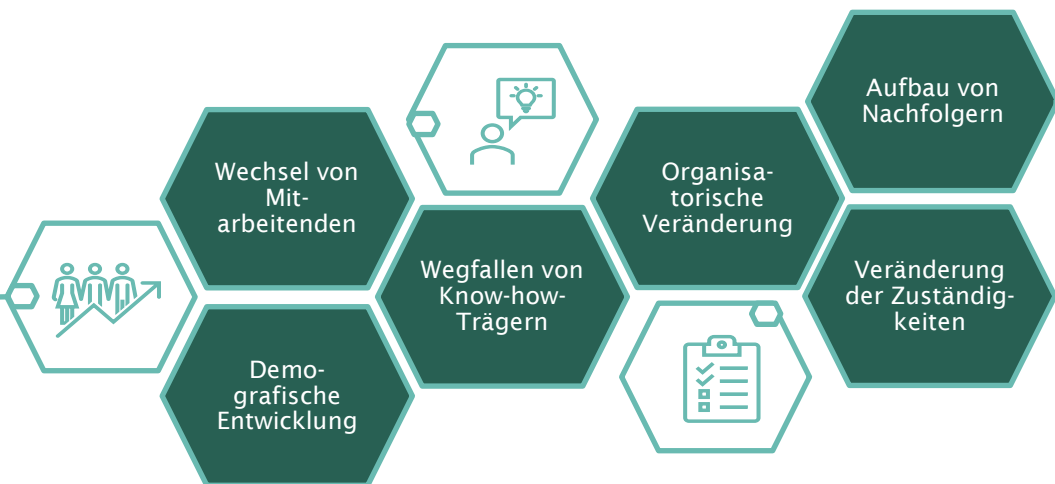 Wechsel von
Mit-
arbeitenden
Demo-
grafische
Entwicklung
Wegfallen von
Know-how-
Trägern
Organisa-
torische
Veränderung
Aufbau von
Nachfolgern
Veränderung
der Zuständig-
keiten